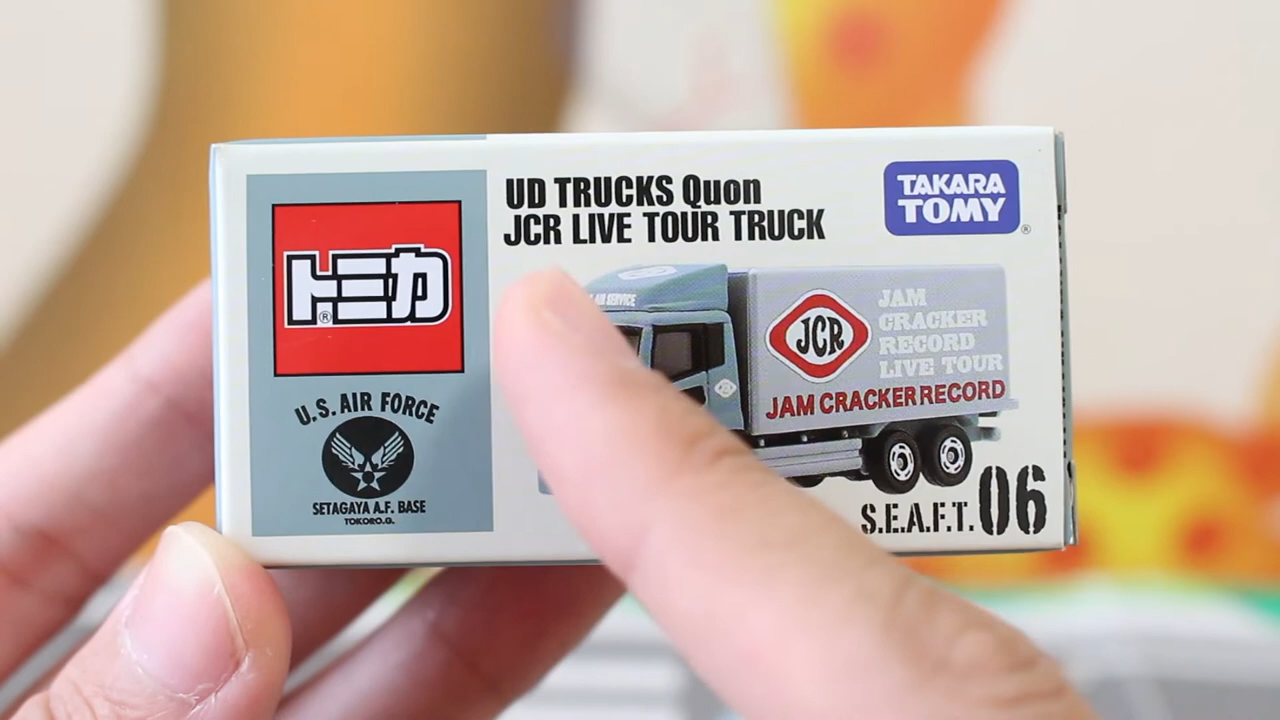 トミカ
®
U.S. AIR FORCE
SETAGAYA A.F. BASE
TOKORO.G.
UD TRUCKS Quon
JCR LIVE TOUR TRUCK
TAKARA
TOMY
®
AIR SERVICE
JCR
JAM
CRACKER
RECORD
LIVE TOUR
JAM CRACKER RECORD
S.E.A.F.T. 06